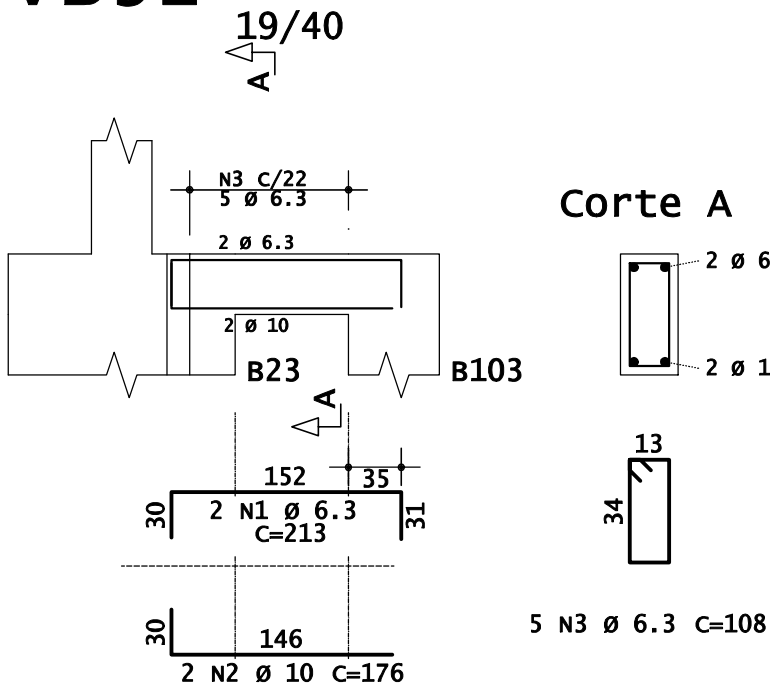 19/40
A
N3 C/22
5 Ø 6.3
Corte A
2 Ø 6.3
2 Ø 6
2 Ø 10
2 Ø 1
B23
B103
A
152
35
30
2 N1 Ø 6.3
31
C=213
13
34
30
146
2 N2 Ø 10 C=176
5 N3 Ø 6.3 C=108